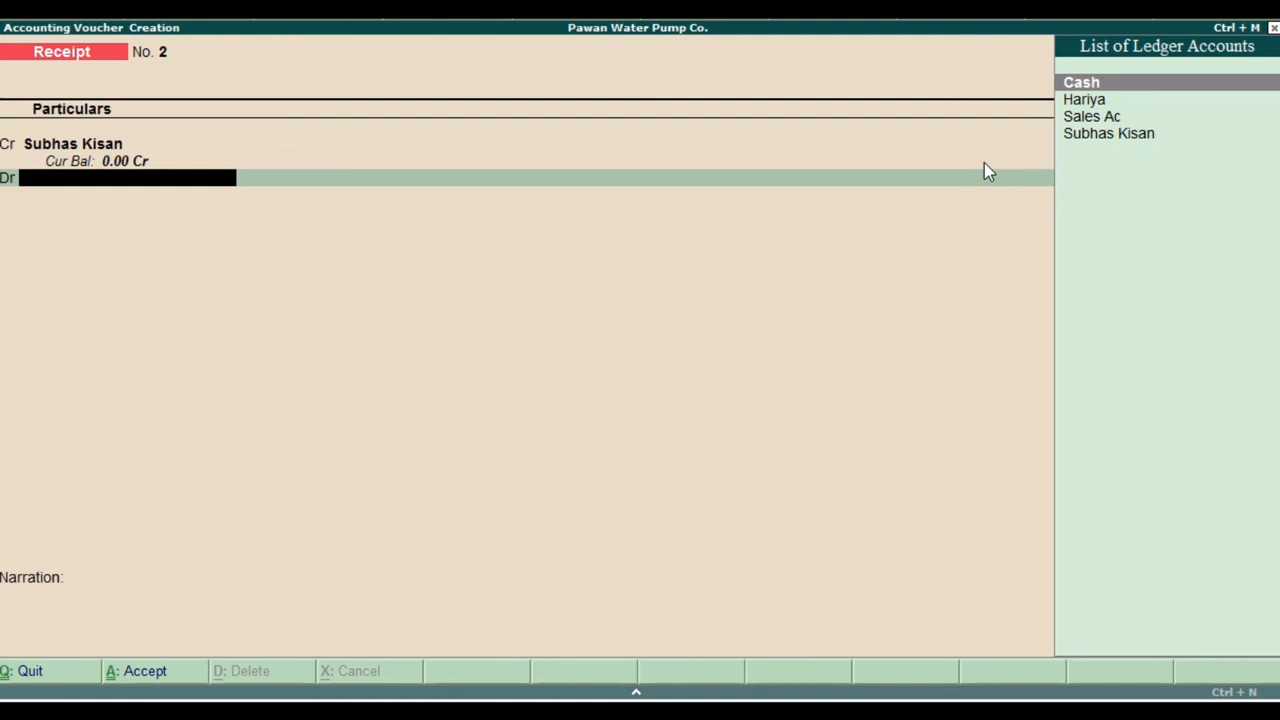 Accounting Voucher Creation Pawan Water Pump Co. Ctrl + M x
Receipt No. 2
List of Ledger Accounts
Particulars
Cash
Hariya
Sales Ac
Subhas Kisan
Cr Subhas Kisan
Cur Bal: 0.00 Cr
Dr
Narration:
Q: Quit A: Accept D: Delete X: Cancel
Ctrl + N